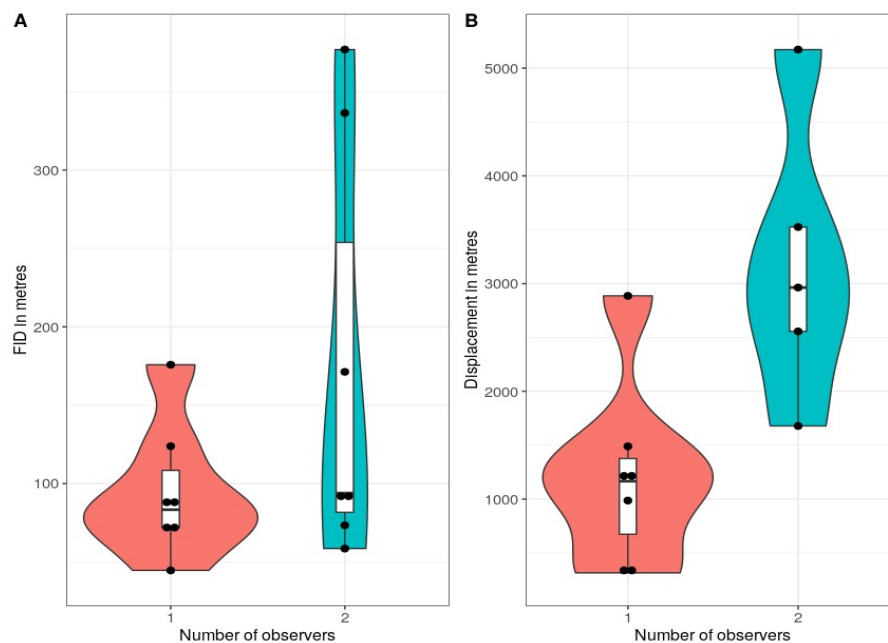 A
FID In metres
300
200
100
1
2
Number of observers
B
DIsplacement In metres
5000
4000
3000
2000
1000
1
2
Number of observers